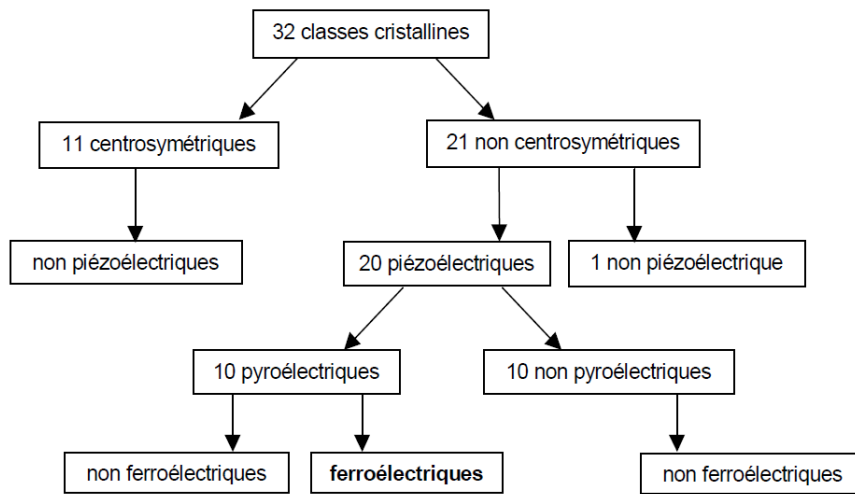 32 classes cristallines
11 centrosymétriques
21 non centrosymétriques
non piézoélectriques
20 piézoélectriques
1 non piézoélectrique
10 pyroélectriques
10 non pyroélectriques
non ferroélectriques
ferroélectriques
non ferroélectriques